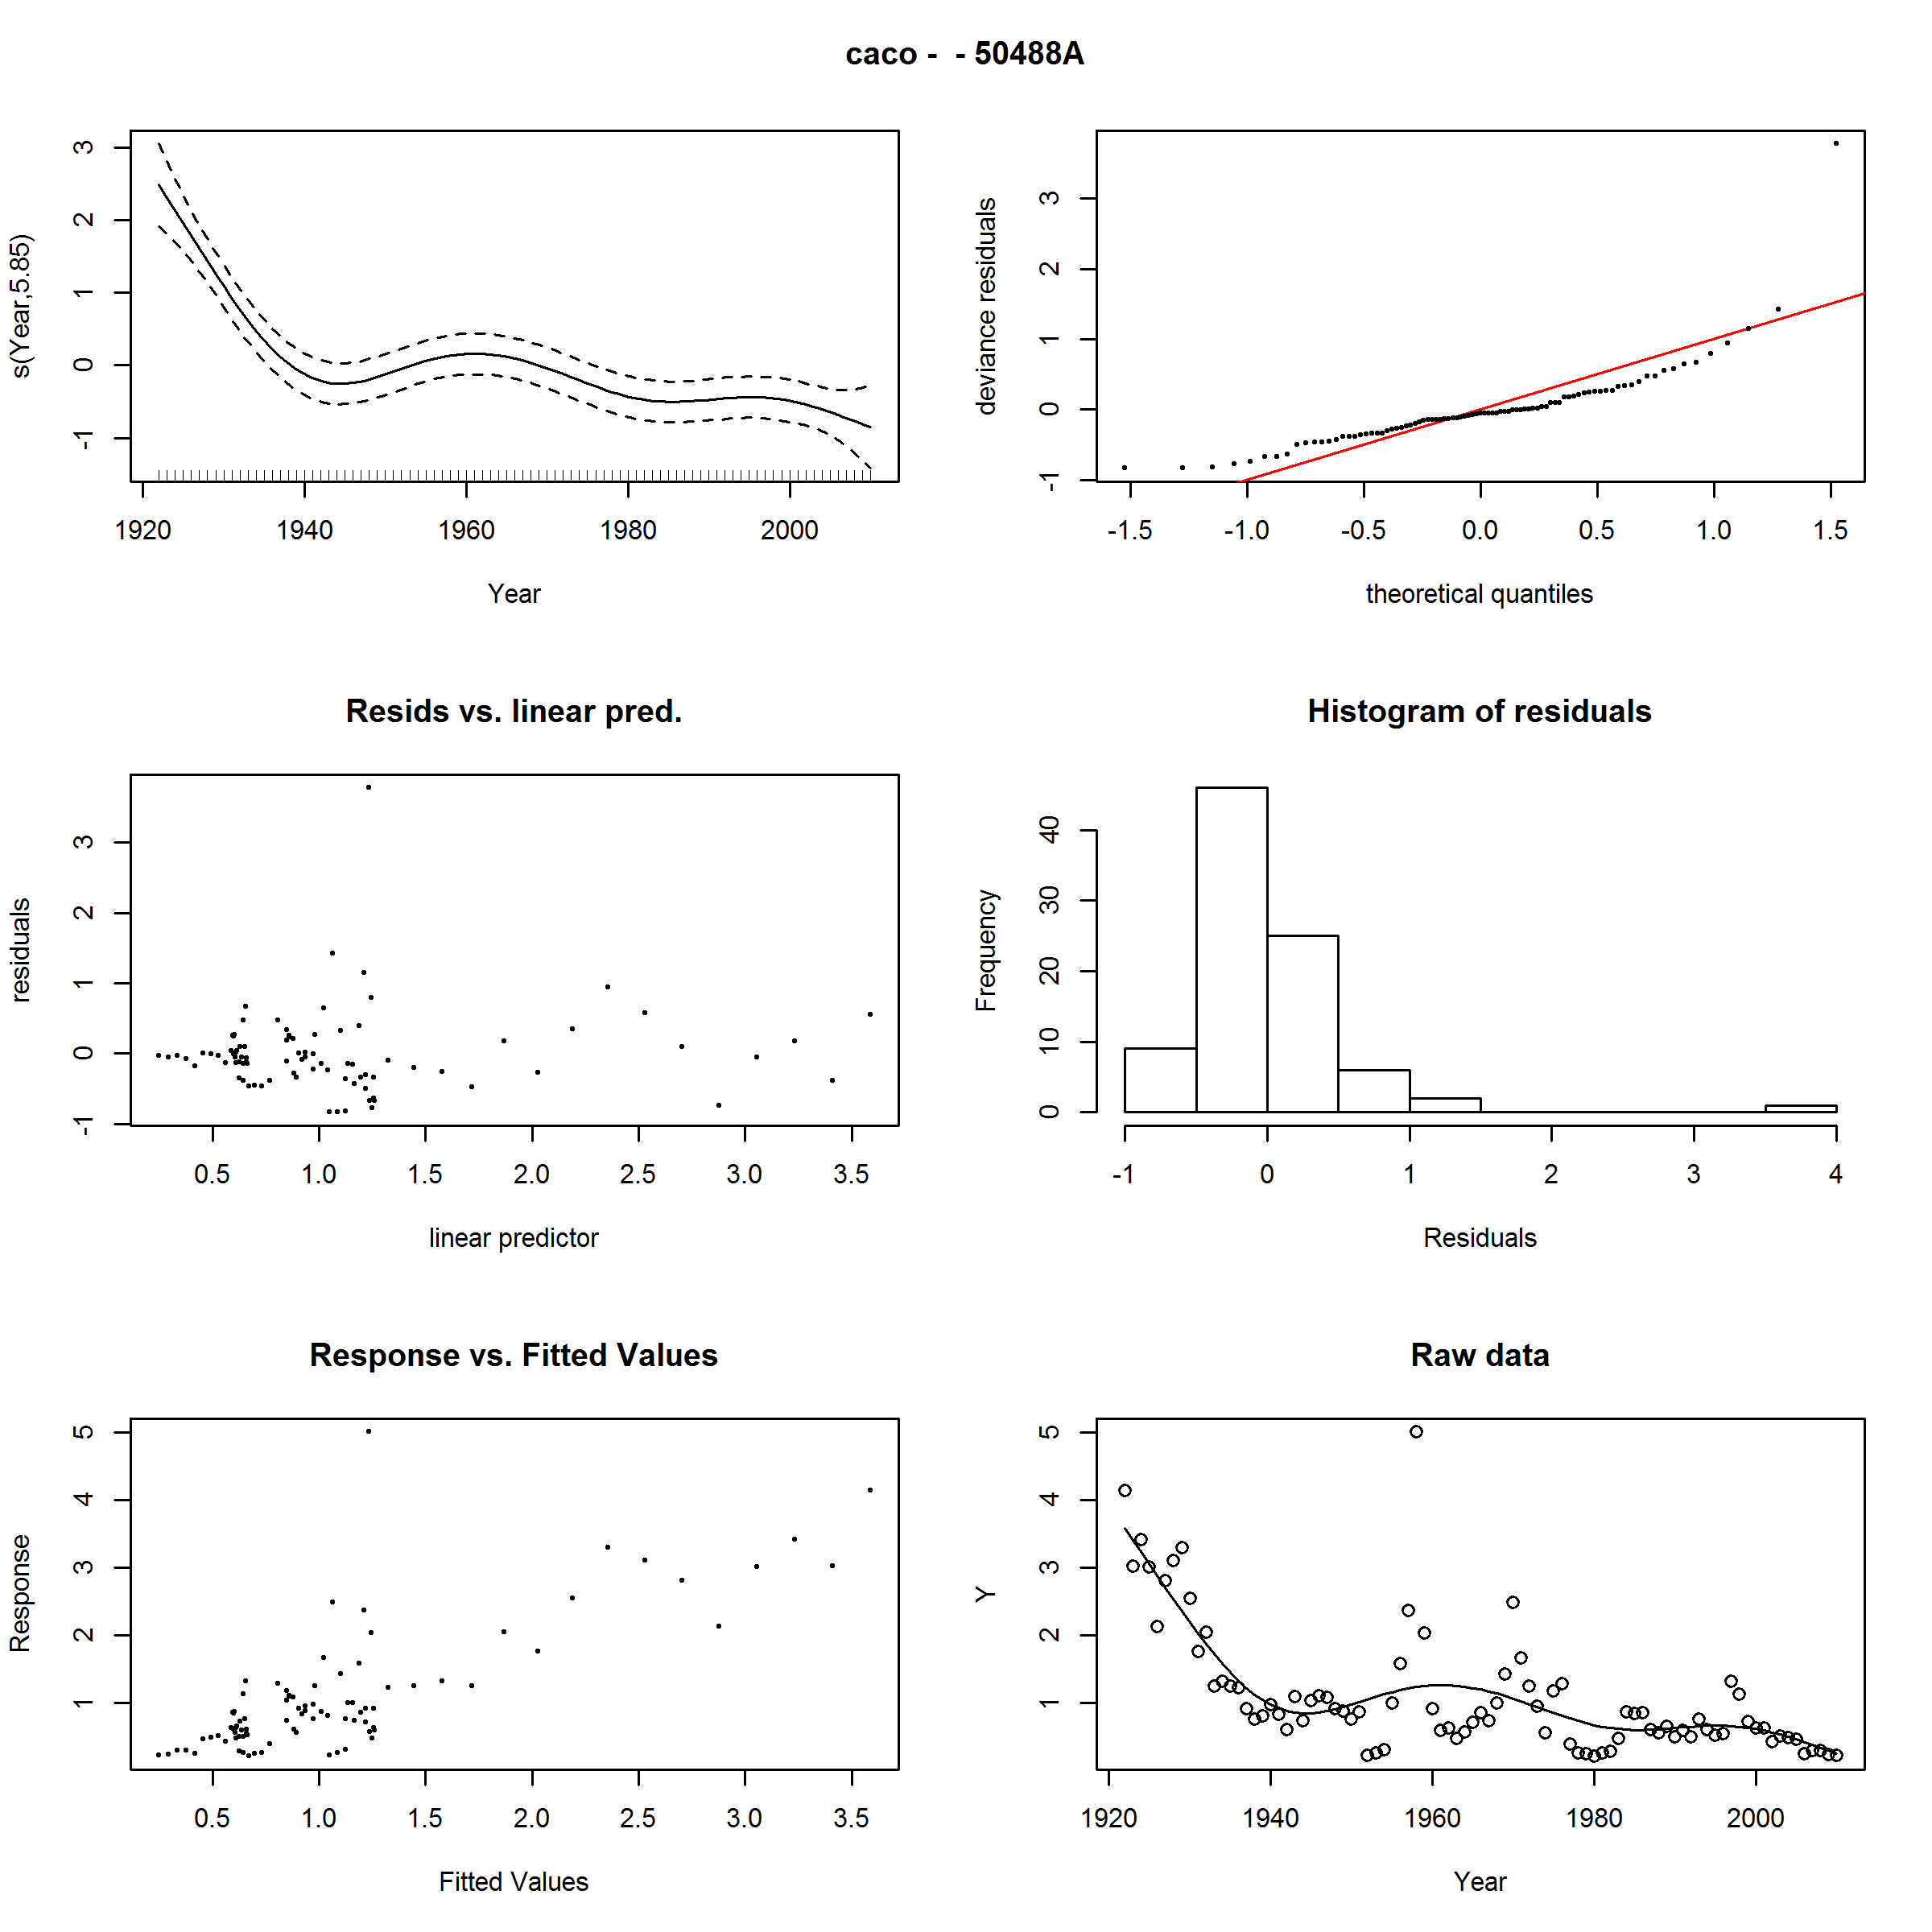 caco -  - 50488A
s(Year,5.85)
3
2
1
0
-1
1920 1940 1960 1980 2000
Year
deviance residuals
3
2
1
0
-1
-1.5 -1.0 -0.5 0.0 0.5 1.0 1.5
theoretical quantiles
Resids vs. linear pred.
residuals
3
2
1
0
-1
0.5 1.0 1.5 2.0 2.5 3.0 3.5
linear predictor
Histogram of residuals
Frequency
40
30
20
10
0
-1 0 1 2 3 4
Residuals
Response vs. Fitted Values
Response
5
4
3
2
1
0.5 1.0 1.5 2.0 2.5 3.0 3.5
Fitted Values
Raw data
Y
5
4
3
2
1
1920 1940 1960 1980 2000
Year